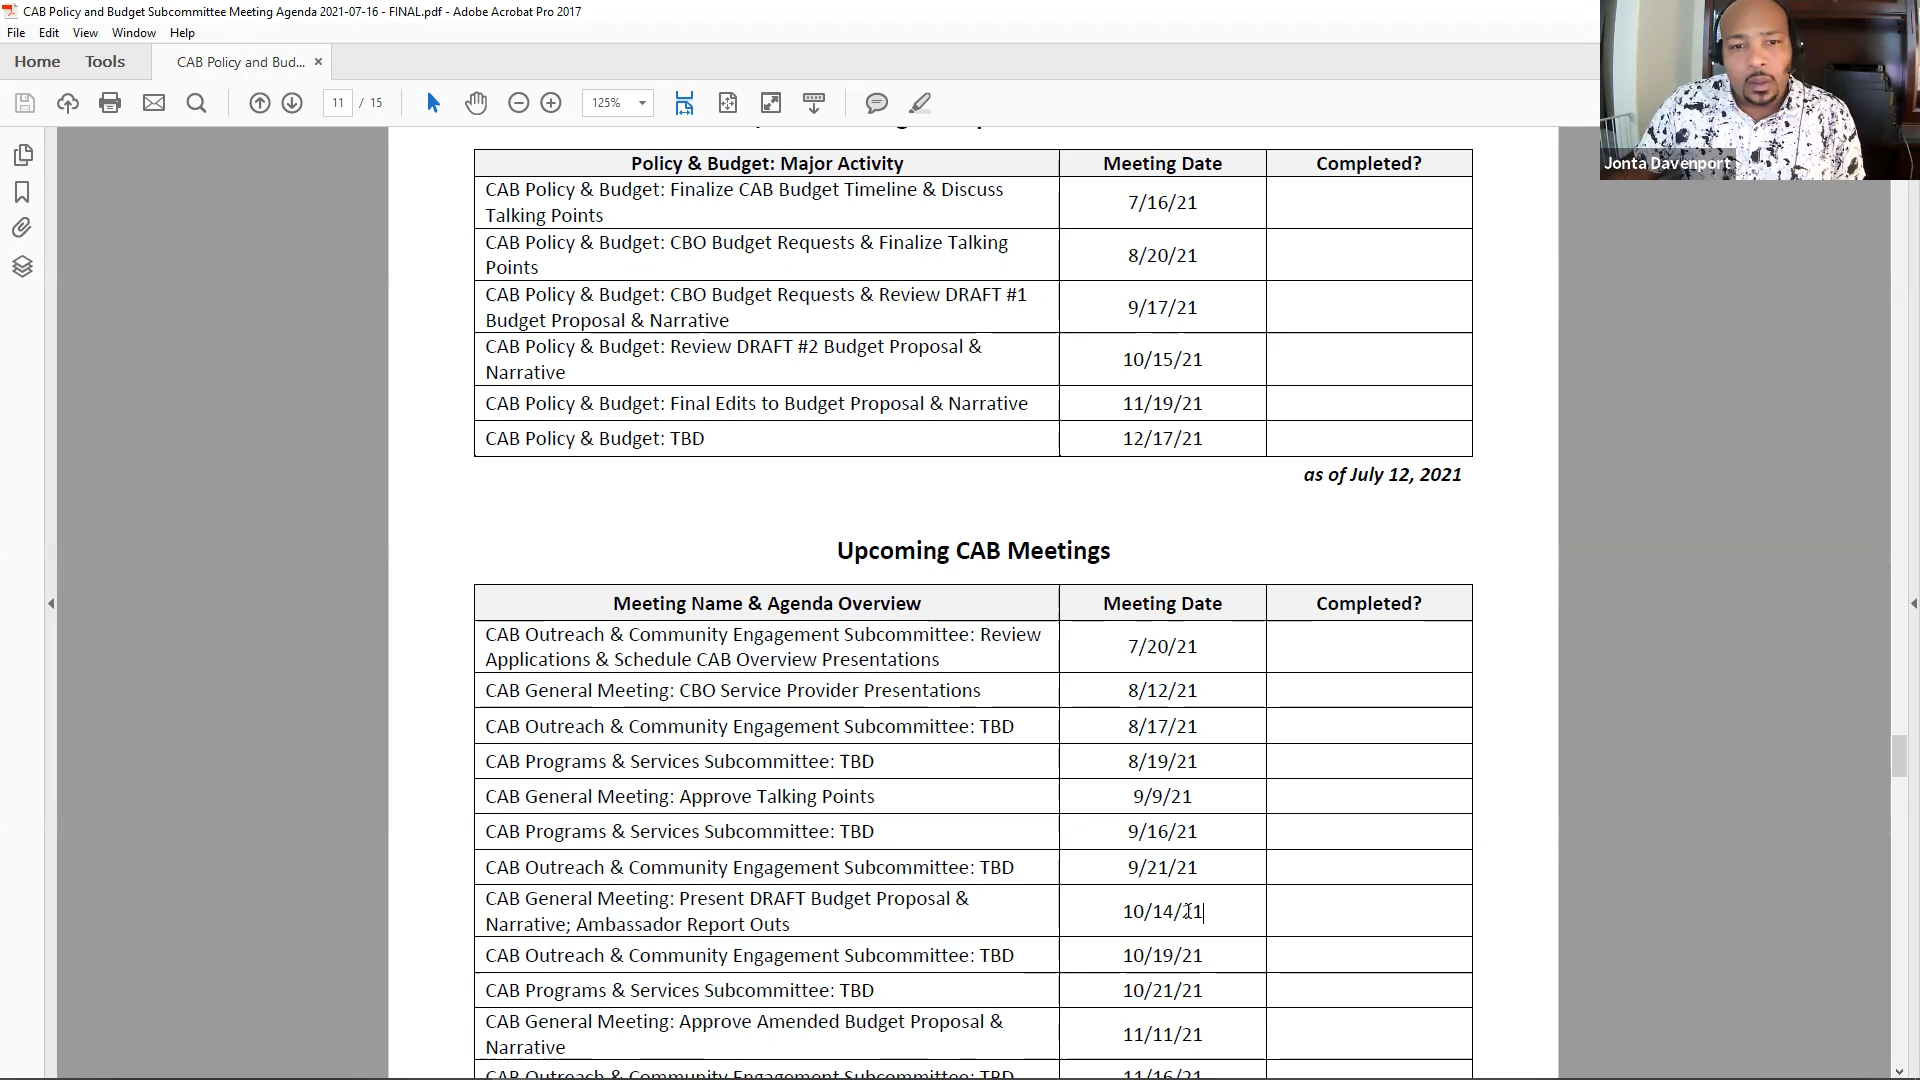 CAB Policy and Budget Subcommittee Meeting Agenda 2021-07-16 - FINAL.pdf - Adobe Acrobat Pro 2017
File Edit View Window Help
Home Tools CAB Policy and Bud... ×
11 / 15 125%
Jonta Davenport
Policy & Budget: Major Activity Meeting Date Completed?
CAB Policy & Budget: Finalize CAB Budget Timeline & Discuss
Talking Points
7/16/21
CAB Policy & Budget: CBO Budget Requests & Finalize Talking
Points
8/20/21
CAB Policy & Budget: CBO Budget Requests & Review DRAFT #1
Budget Proposal & Narrative
9/17/21
CAB Policy & Budget: Review DRAFT #2 Budget Proposal &
Narrative
10/15/21
CAB Policy & Budget: Final Edits to Budget Proposal & Narrative 11/19/21
CAB Policy & Budget: TBD 12/17/21
as of July 12, 2021
Upcoming CAB Meetings
Meeting Name & Agenda Overview Meeting Date Completed?
CAB Outreach & Community Engagement Subcommittee: Review
Applications & Schedule CAB Overview Presentations
7/20/21
CAB General Meeting: CBO Service Provider Presentations 8/12/21
CAB Outreach & Community Engagement Subcommittee: TBD 8/17/21
CAB Programs & Services Subcommittee: TBD 8/19/21
CAB General Meeting: Approve Talking Points 9/9/21
CAB Programs & Services Subcommittee: TBD 9/16/21
CAB Outreach & Community Engagement Subcommittee: TBD 9/21/21
CAB General Meeting: Present DRAFT Budget Proposal &
Narrative; Ambassador Report Outs
10/14/21
CAB Outreach & Community Engagement Subcommittee: TBD 10/19/21
CAB Programs & Services Subcommittee: TBD 10/21/21
CAB General Meeting: Approve Amended Budget Proposal &
Narrative
11/11/21
CAB Outreach & Community Engagement Subcommittee: TBD 11/16/21